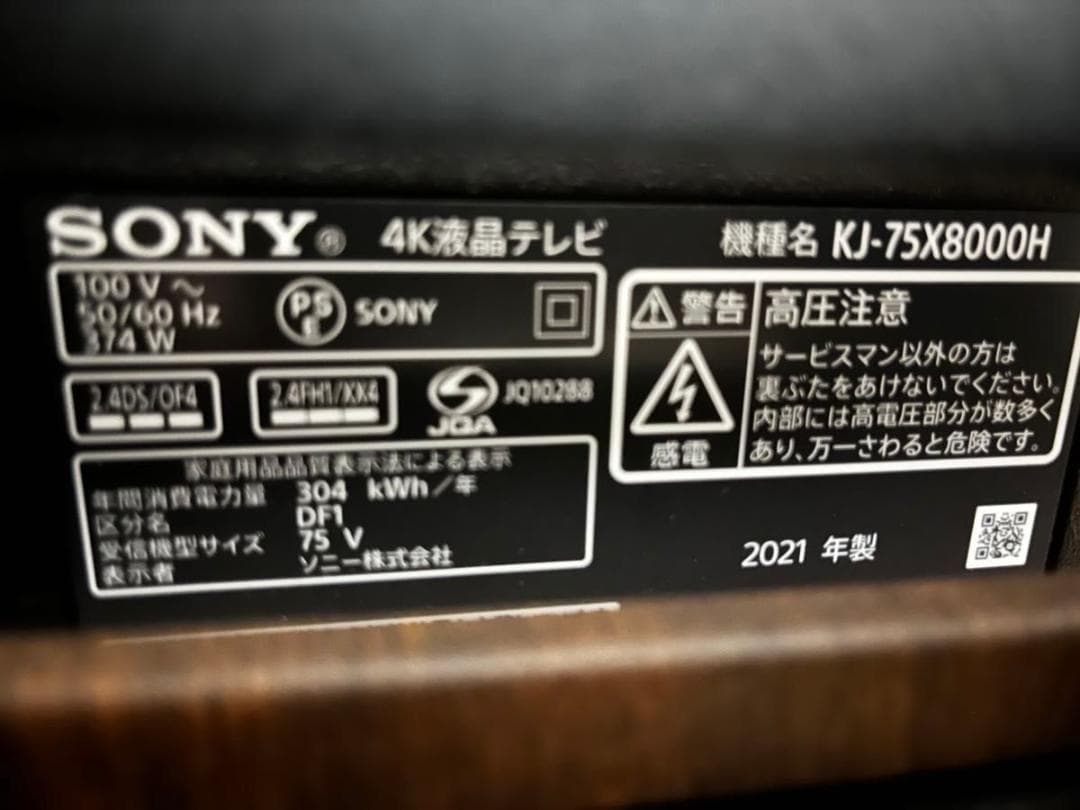 SONY® 4K液晶テレビ 機種名 KJ-75X8000H
100 V ～
50/60 Hz
374 W
PSE SONY
2.4DS/OF4
2.4FH1/XK4
JQA
JQ10288
家庭用品品質表示法による表示
年間消費電力量 304 kWh／年
区分名 DF1
受信機型サイズ 75 V
表示者 ソニー株式会社
警告 高圧注意
感電
サービスマン以外の方は
裏ぶたをあけないでください。
内部には高電圧部分が数多く
あり、万一さわると危険です。
2021 年製